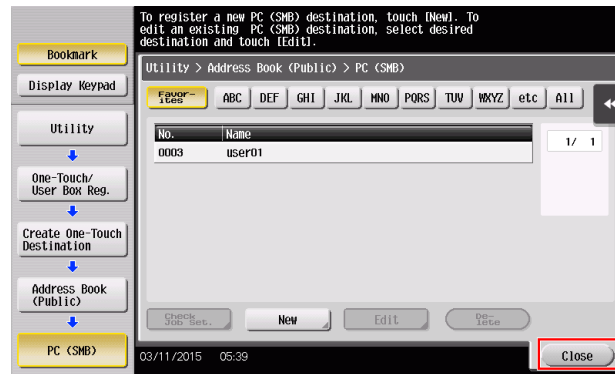 To register a new PC (SMB) destination, touch [New]. To
edit an existing PC (SMB) destination, select desired
destination and touch [Edit].
Bookmark
Display Keypad
Utility
One-Touch/
User Box Reg.
Create One-Touch
Destination
Address Book
(Public)
PC (SMB)
Utility > Address Book (Public) > PC (SMB)
Favor-
ites
ABC
DEF
GHI
JKL
MNO
PQRS
TUV
WXYZ
etc
All
No. Name
0003 user01
1/ 1
Check
Job Set.
New
Edit
De-
lete
03/11/2015 05:39
Close